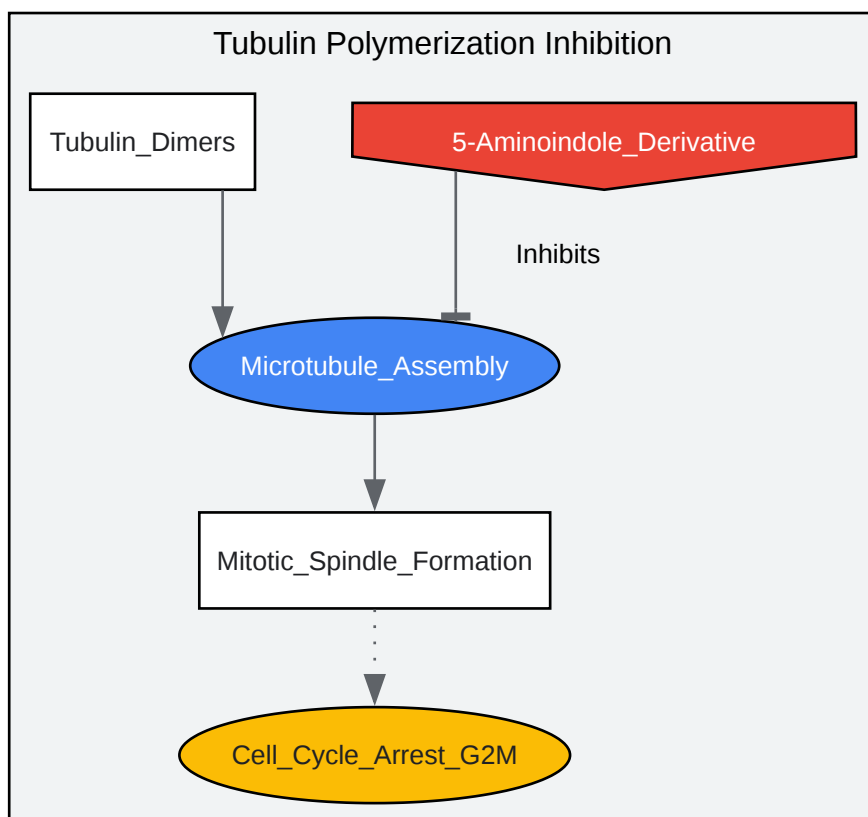 Tubulin Polymerization Inhibition
Tubulin_Dimers
5-Aminoindole_Derivative
Inhibits
Microtubule_Assembly
Mitotic_Spindle_Formation
Cell_Cycle_Arrest_G2M